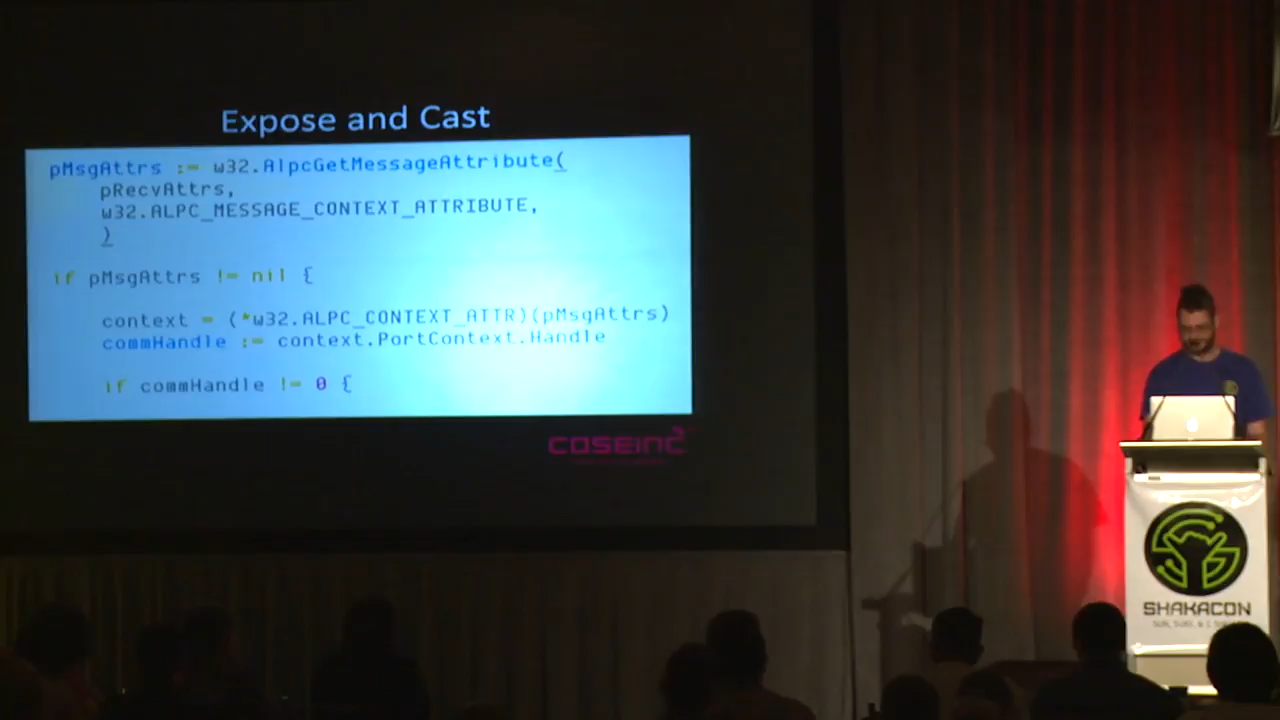 Expose and Cast
pMsgAttrs := w32.AlpcGetMessageAttribute(
pRecvAttrs,
w32.ALPC_MESSAGE_CONTEXT_ATTRIBUTE,
)
if pMsgAttrs != nil {
context = (*w32.ALPC_CONTEXT_ATTR)(pMsgAttrs)
commHandle := context.PortContext.Handle
if commHandle != 0 {
COSEINC
SHAKACON